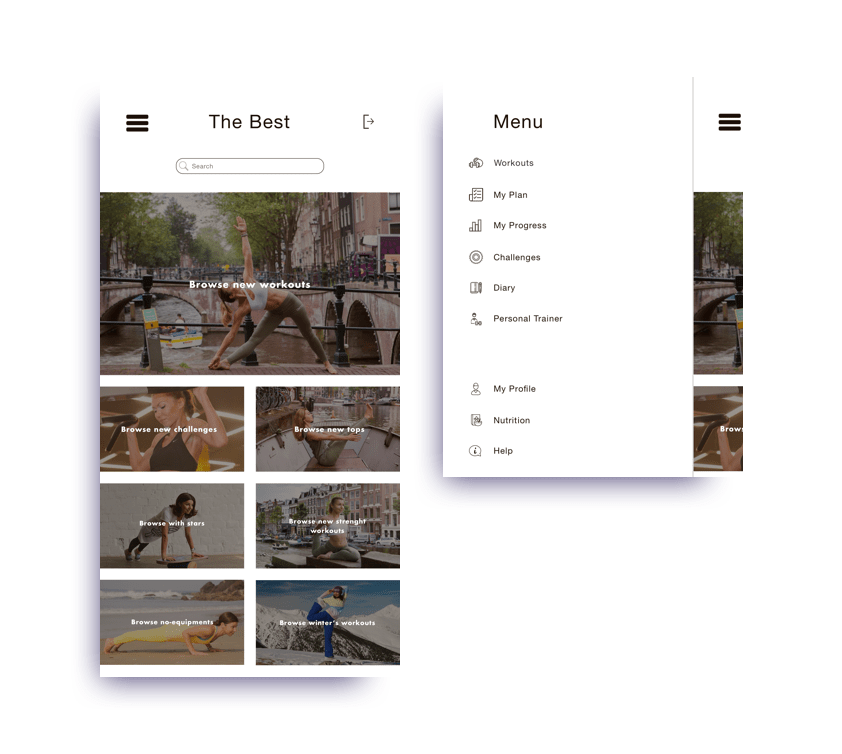 The Best
Search
Browse new workouts
Browse new challenges
Browse new tops
Browse with stars
Browse new strenght
workouts
Browse no-equipments
Browse winter's workouts
Menu
Workouts
My Plan
My Progress
Challenges
Diary
Personal Trainer
My Profile
Nutrition
Help
Brows